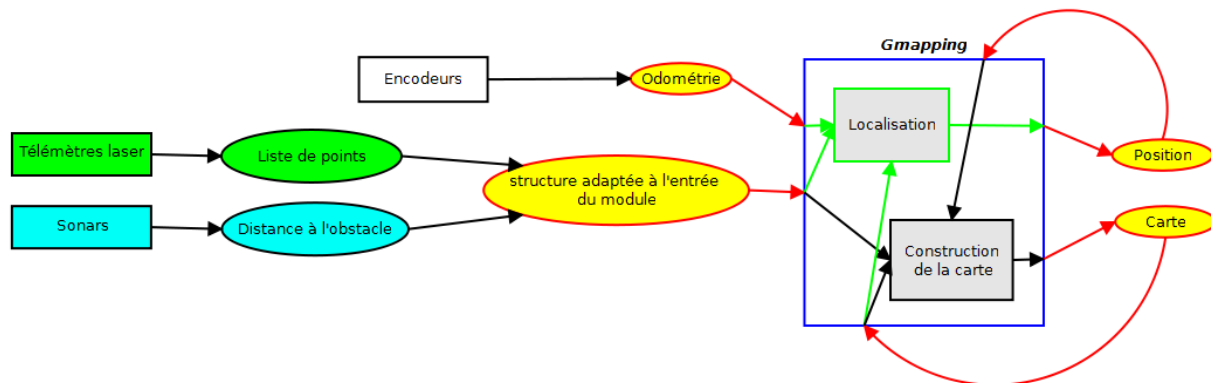 Gmapping
Encodeurs
Odométrie
Localisation
Télémètres laser
Liste de points
Position
structure adaptée à l'entrée
du module
Sonars
Distance à l'obstacle
Carte
Construction
de la carte